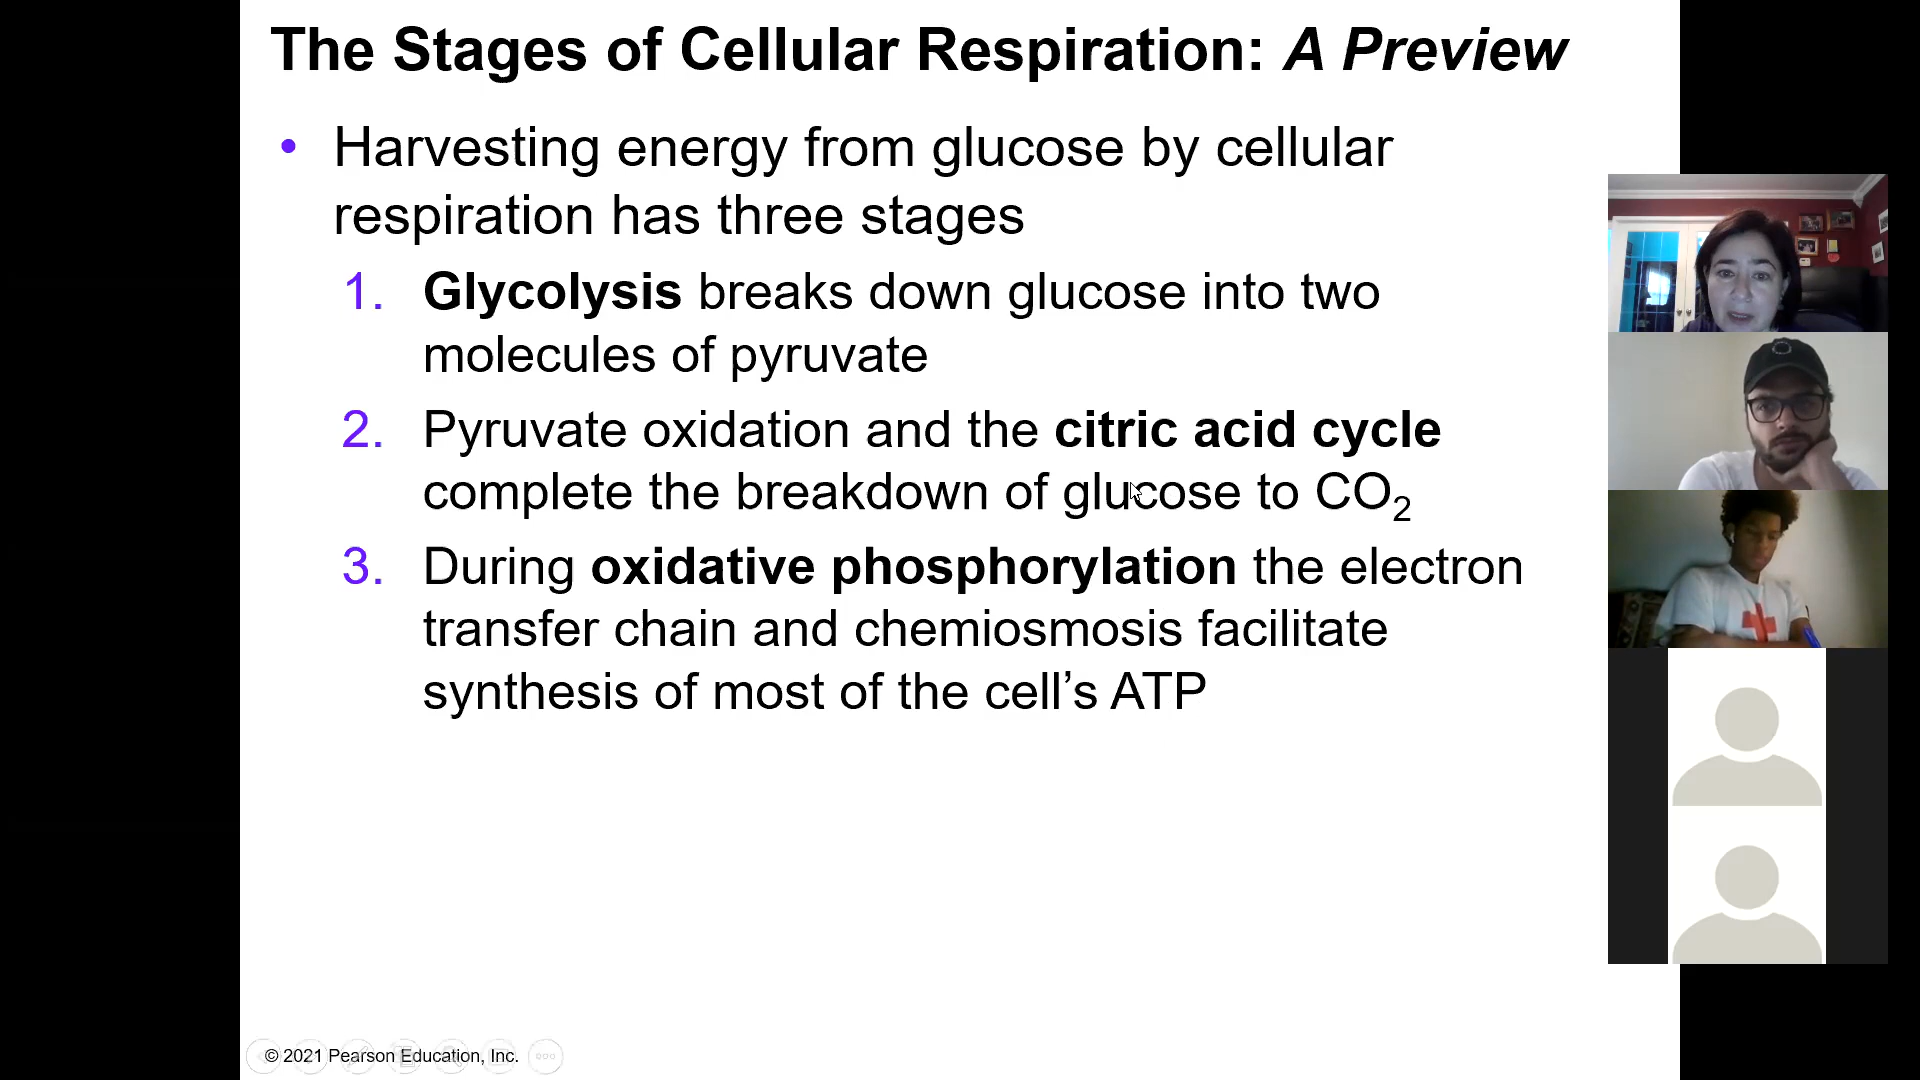 The Stages of Cellular Respiration: A Preview
• Harvesting energy from glucose by cellular
respiration has three stages
1. Glycolysis breaks down glucose into two
molecules of pyruvate
2. Pyruvate oxidation and the citric acid cycle
complete the breakdown of glucose to CO₂
3. During oxidative phosphorylation the electron
transfer chain and chemiosmosis facilitate
synthesis of most of the cell’s ATP
© 2021 Pearson Education, Inc.